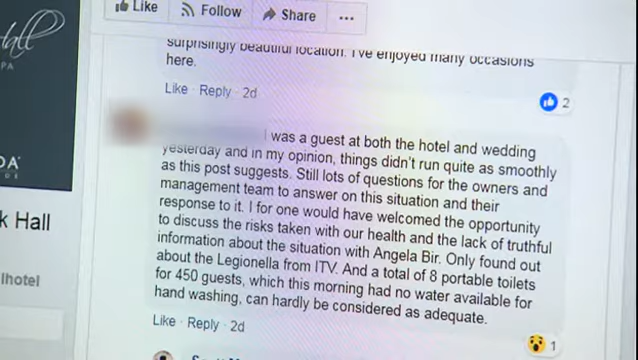 Like Follow Share ...
Hall
PA
surprisingly beautiful location. I've enjoyed many occasions
here.
Like · Reply · 2d
2
I was a guest at both the hotel and wedding
yesterday and in my opinion, things didn't run quite as smoothly
as this post suggests. Still lots of questions for the owners and
management team to answer on this situation and their
response to it. I for one would have welcomed the opportunity
to discuss the risks taken with our health and the lack of truthful
information about the situation with Angela Bir. Only found out
about the Legionella from ITV. And a total of 8 portable toilets
for 450 guests, which this morning had no water available for
hand washing, can hardly be considered as adequate.
Like · Reply · 2d
1
DA
k Hall
lhotel